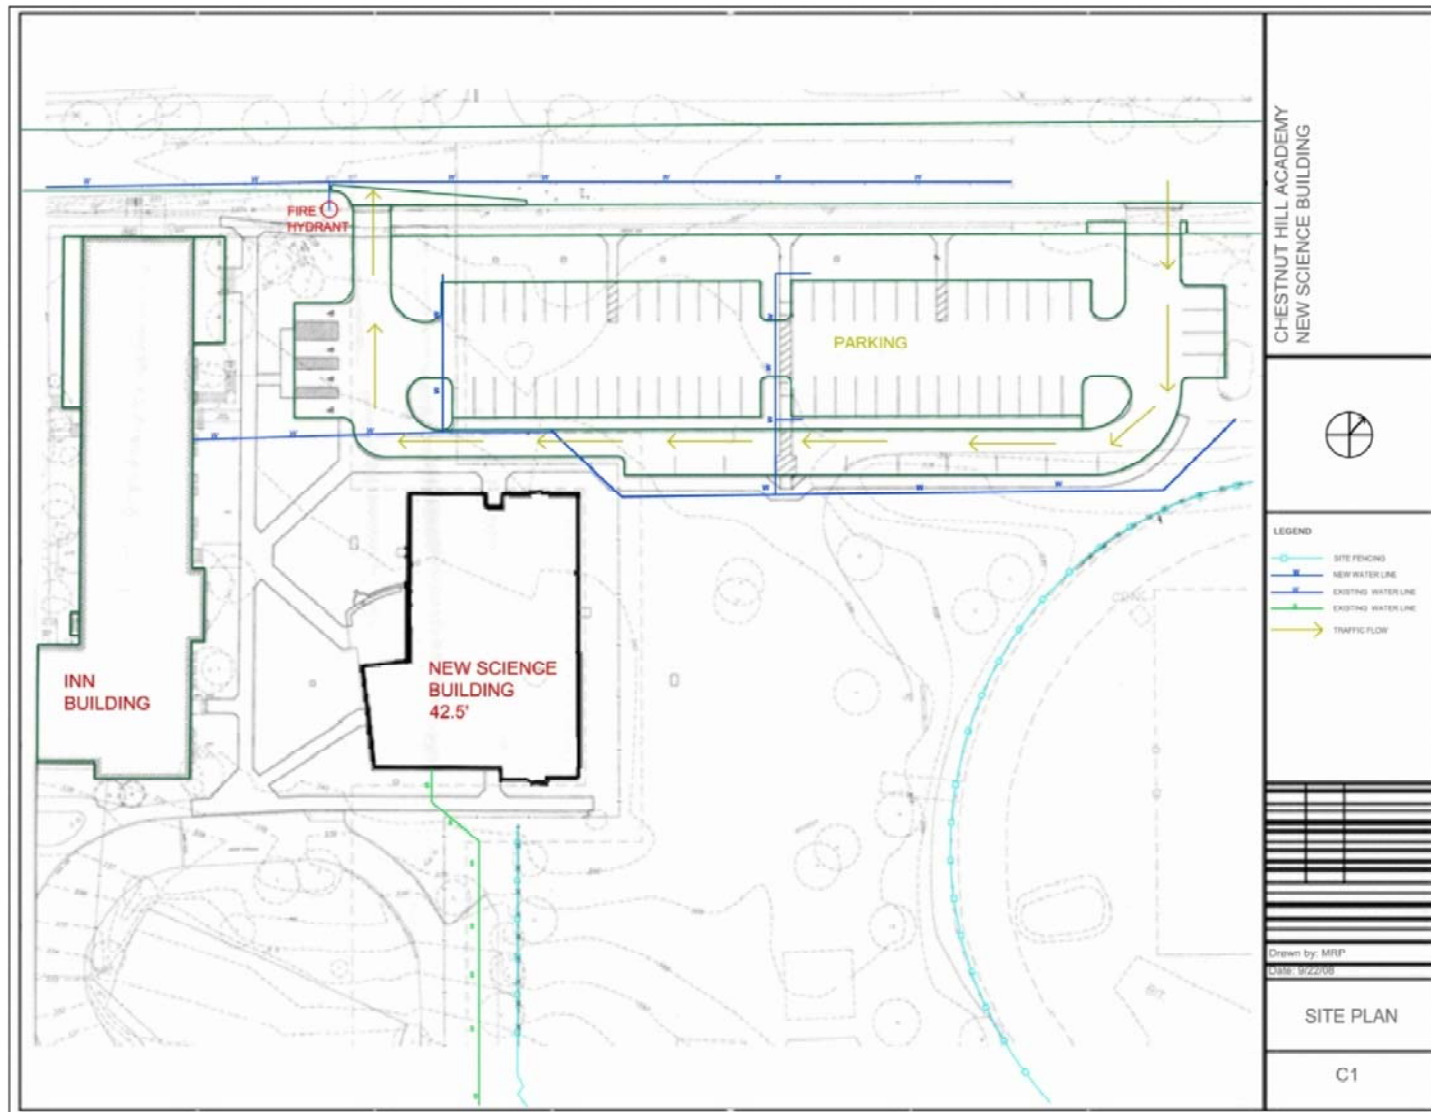 CHESTNUT HILL ACADEMY
NEW SCIENCE BUILDING
FIRE
HYDRANT
PARKING
INN
BUILDING
NEW SCIENCE
BUILDING
42.5'
LEGEND
SITE FENCING
NEW WATER LINE
EXISTING WATER LINE
EXISTING WATER LINE
TRAFFIC FLOW
Drawn by: MRP
Date: 9/22/08
SITE PLAN
C1